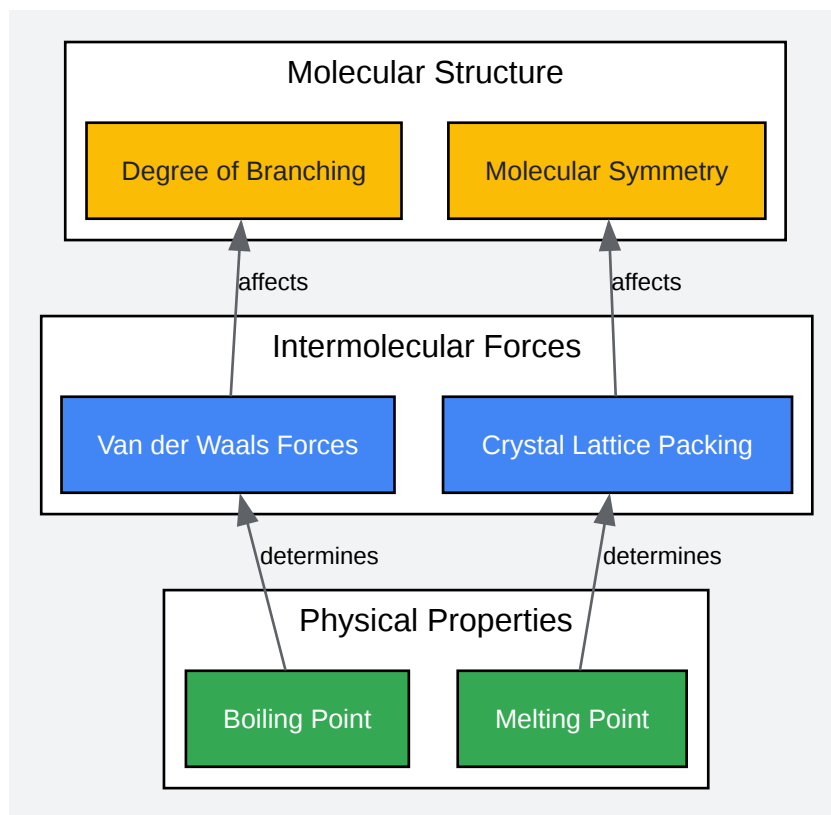 Molecular Structure
Degree of Branching
Molecular Symmetry
affects
affects
Intermolecular Forces
Van der Waals Forces
Crystal Lattice Packing
determines
determines
Physical Properties
Boiling Point
Melting Point